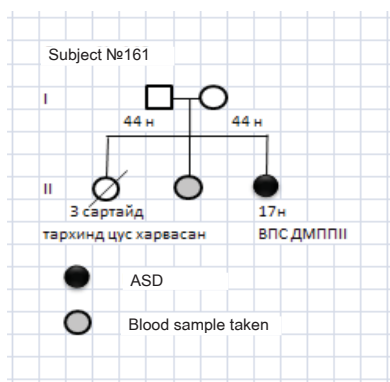 Subject №161
I
44 н 44 н
II
3 сартайд 17н
тархинд цус харвасан ВПС ДМППII
ASD
Blood sample taken